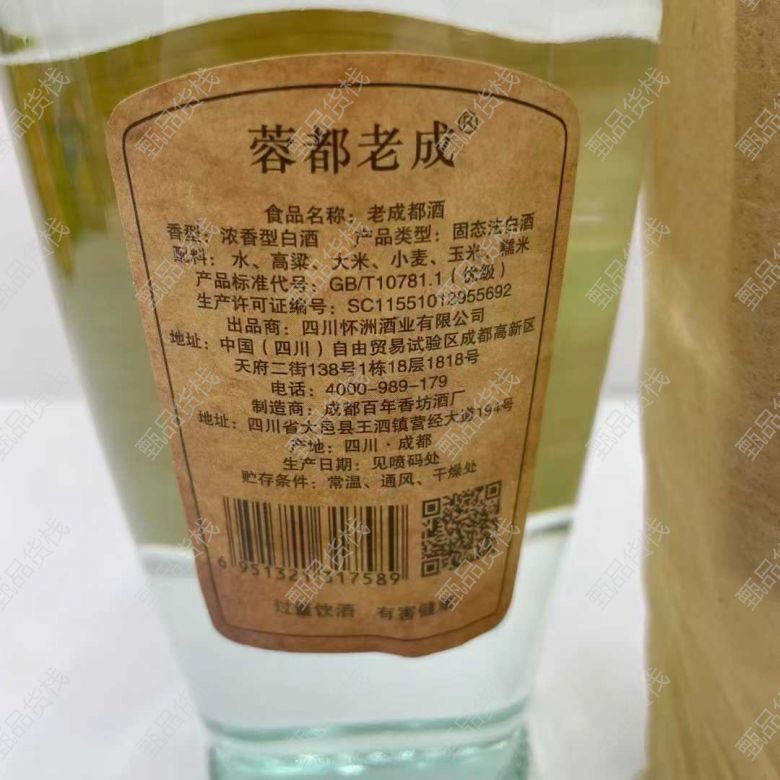 蓉都老成®
食品名称：老成都酒
香型：浓香型白酒 产品类型：固态法白酒
配料：水、高粱、大米、小麦、玉米、糯米
产品标准代号：GB/T10781.1（优级）
生产许可证编号：SC11551012955692
出品商：四川怀洲酒业有限公司
地址：中国（四川）自由贸易试验区成都高新区
天府二街138号1栋18层1818号
电话：4000-989-179
制造商：成都百年香坊酒厂
地址：四川省大邑县王泗镇营经大道194号
产地：四川·成都
生产日期：见喷码处
贮存条件：常温、通风、干燥处
过量饮酒 有害健康
甄品货栈